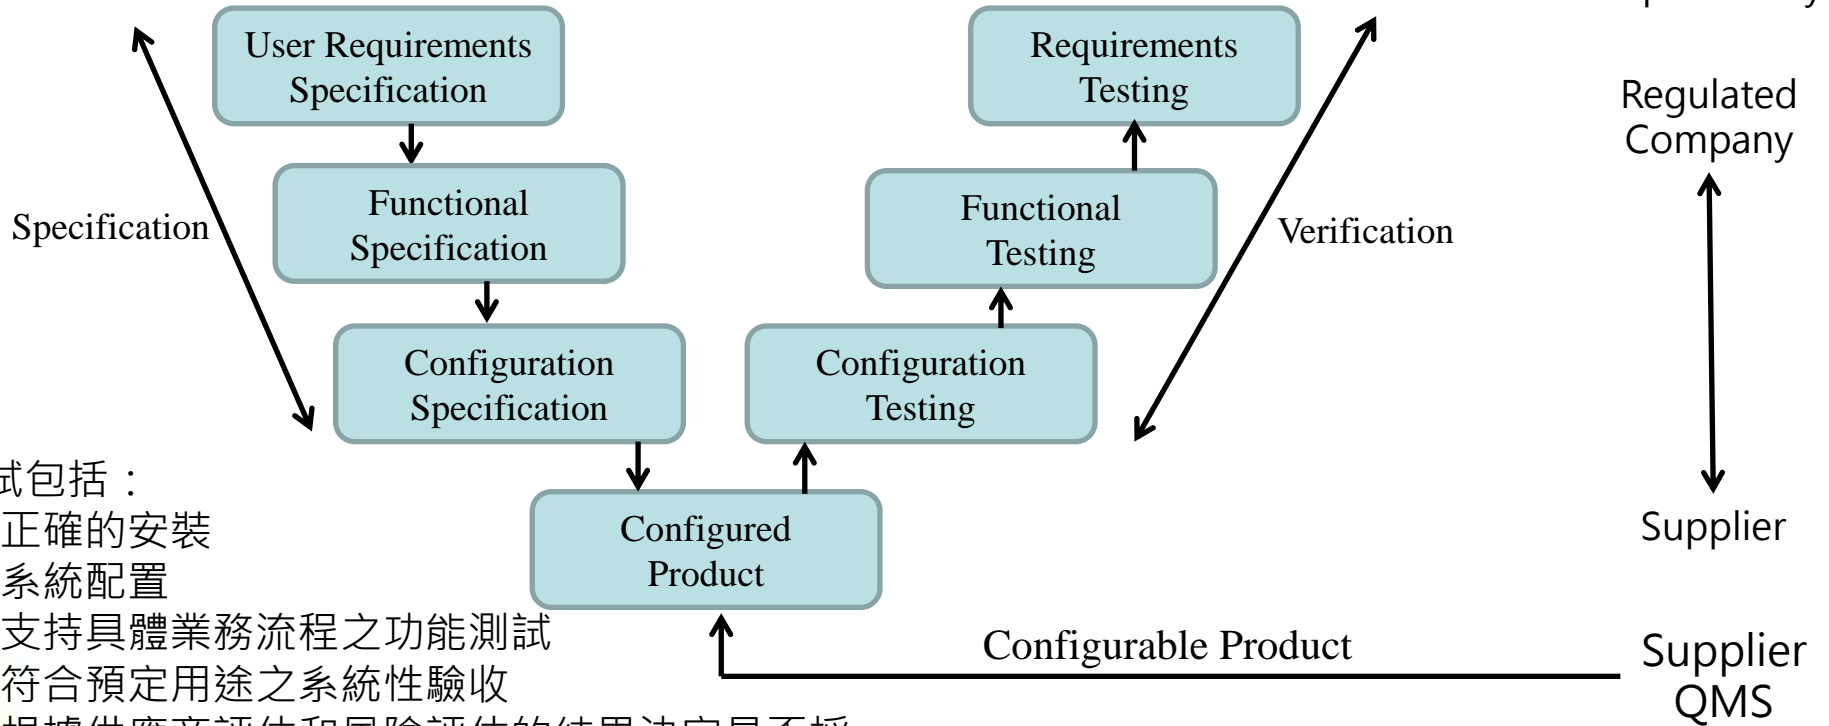 User Requirements
Specification
Requirements
Testing
Regulated
Company
Functional
Specification
Functional
Testing
Specification
Verification
Configuration
Specification
Configuration
Testing
試包括：
正確的安裝
系統配置
支持具體業務流程之功能測試
符合預定用途之系統性驗收
Configured
Product
Supplier
Configurable Product
Supplier
QMS